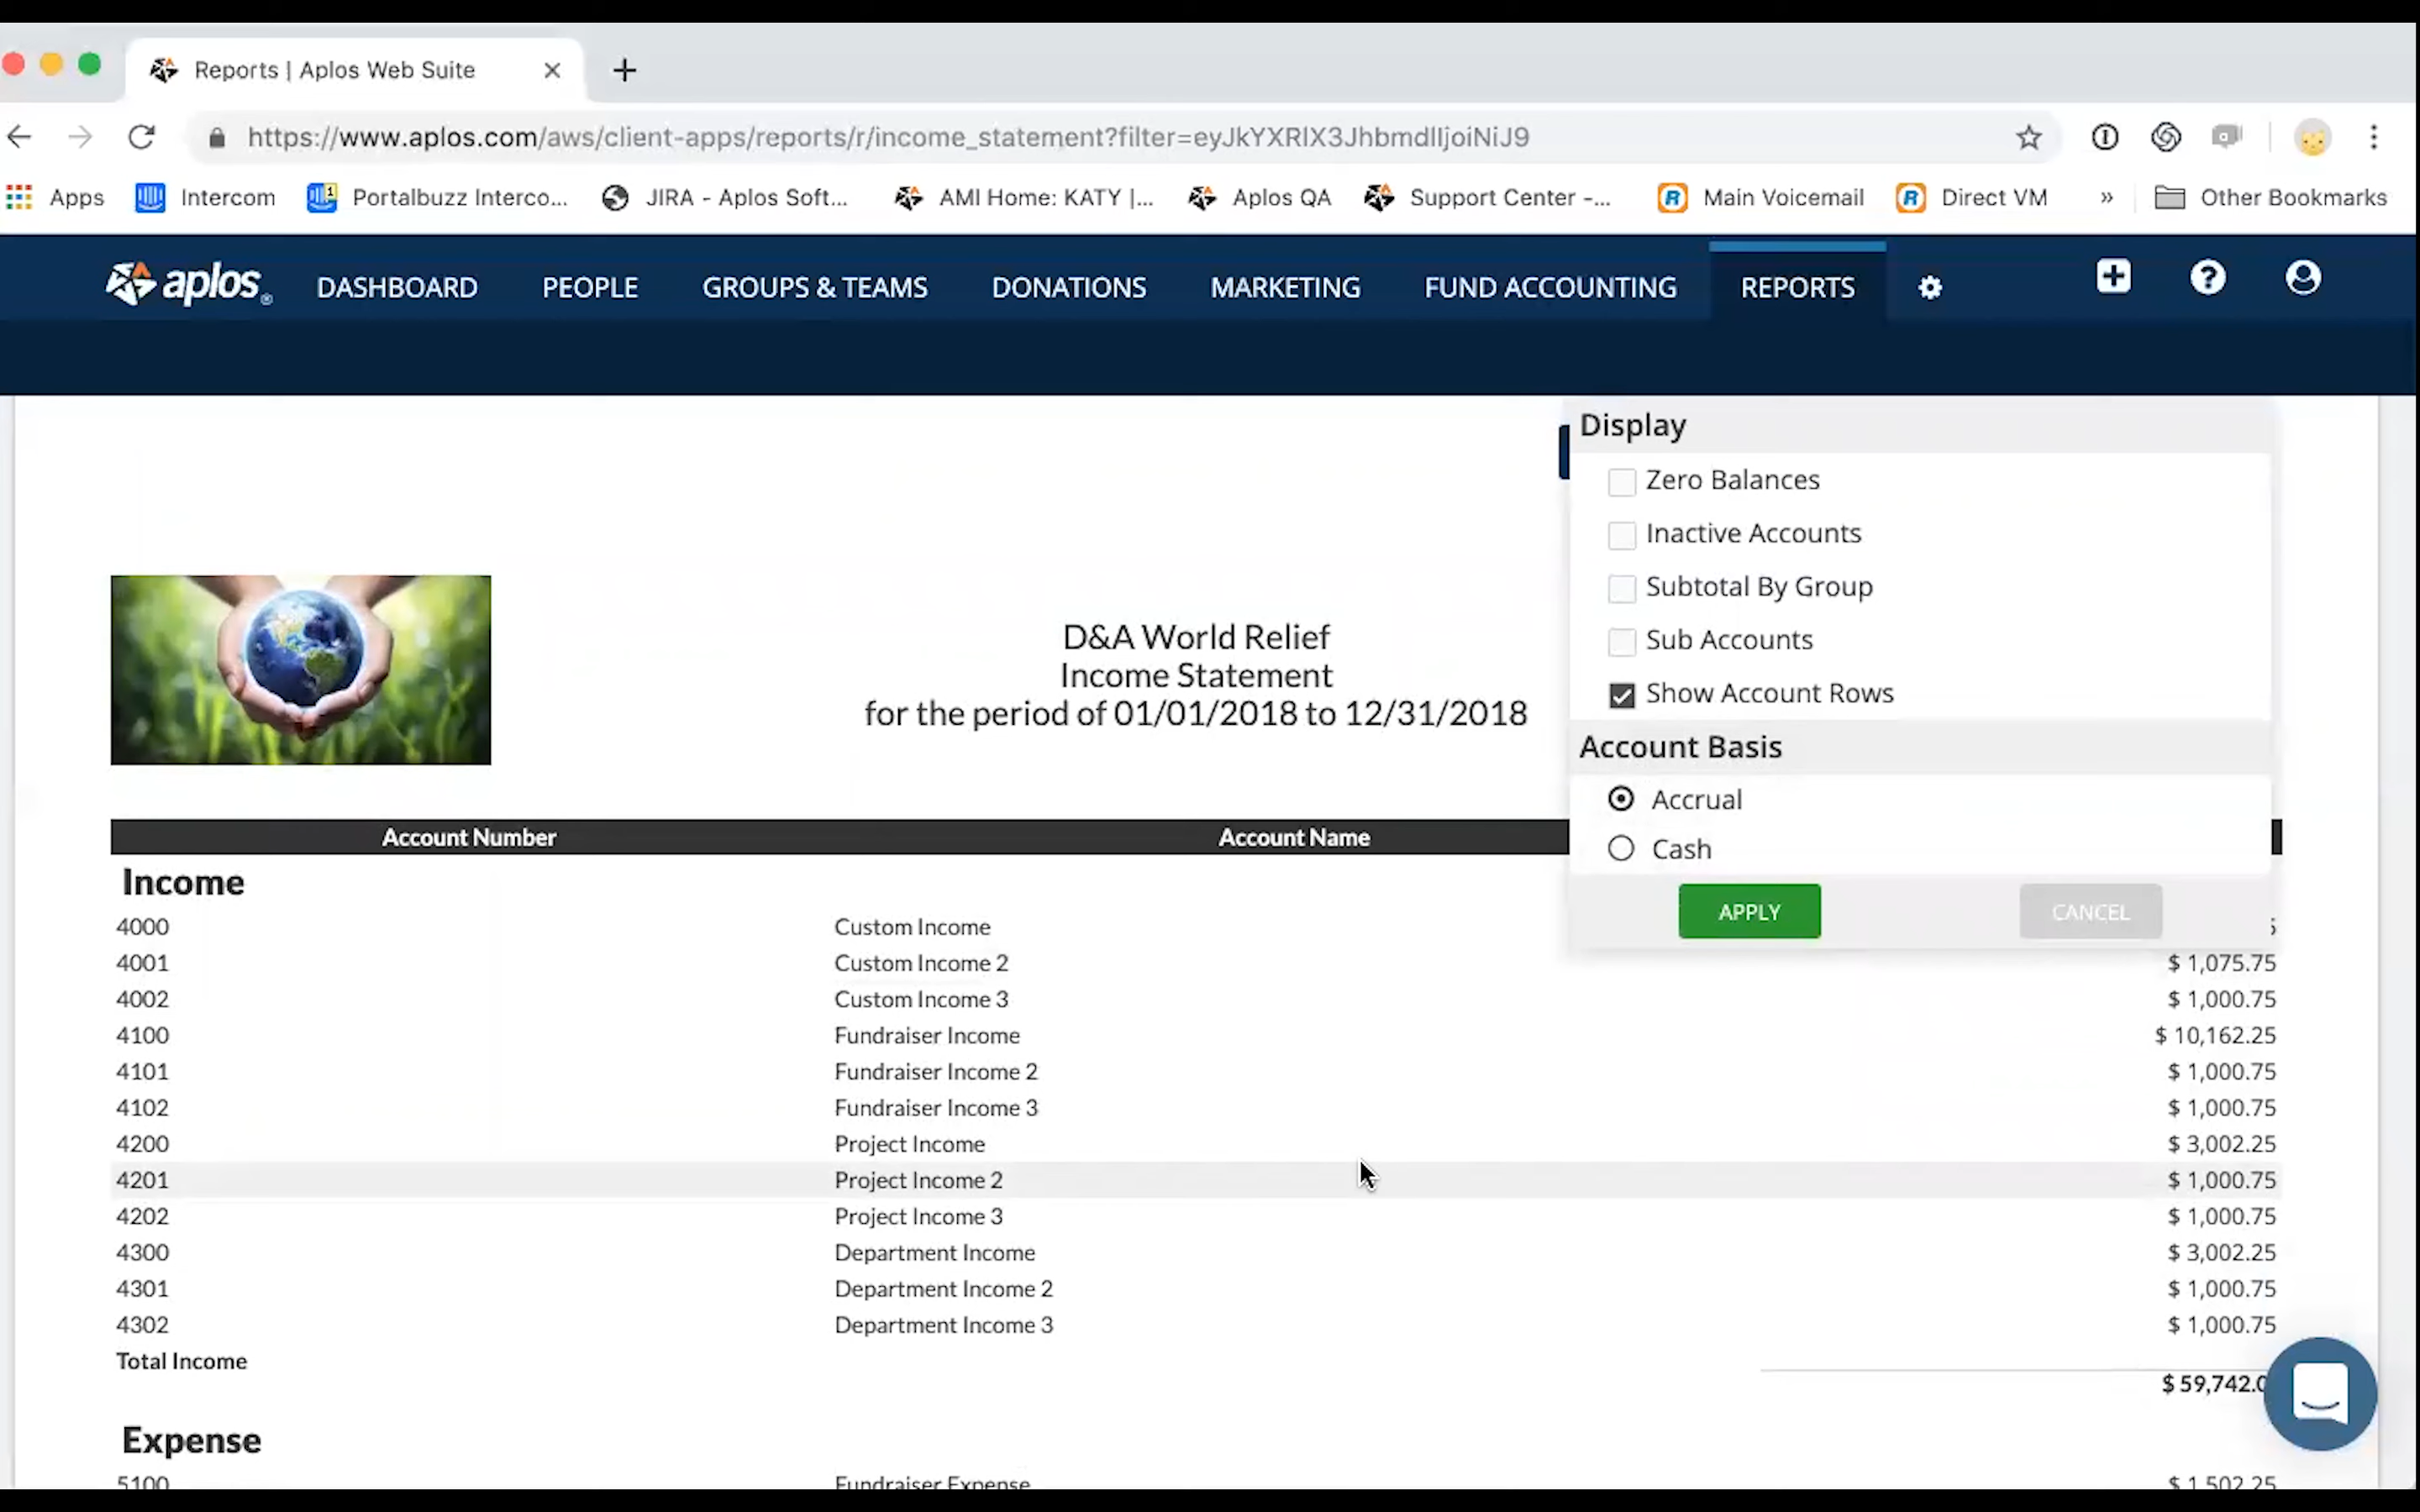 Reports | Aplos Web Suite
https://www.aplos.com/aws/client-apps/reports/r/income_statement?filter=eyJkYXRlX3JhbmdlIjoiNiJ9
Apps Intercom Portalbuzz Interco... JIRA - Aplos Soft... AMI Home: KATY |... Aplos QA Support Center -... Main Voicemail Direct VM » Other Bookmarks
aplos DASHBOARD PEOPLE GROUPS & TEAMS DONATIONS MARKETING FUND ACCOUNTING REPORTS
Display
Zero Balances
Inactive Accounts
Subtotal By Group
Sub Accounts
Show Account Rows
Account Basis
Accrual
Cash
APPLY CANCEL
D&A World Relief
Income Statement
for the period of 01/01/2018 to 12/31/2018
Account Number Account Name
Income
4000 Custom Income
4001 Custom Income 2 $ 1,075.75
4002 Custom Income 3 $ 1,000.75
4100 Fundraiser Income $ 10,162.25
4101 Fundraiser Income 2 $ 1,000.75
4102 Fundraiser Income 3 $ 1,000.75
4200 Project Income $ 3,002.25
4201 Project Income 2 $ 1,000.75
4202 Project Income 3 $ 1,000.75
4300 Department Income $ 3,002.25
4301 Department Income 2 $ 1,000.75
4302 Department Income 3 $ 1,000.75
Total Income
$ 59,742.0
Expense
5100 Fundraiser Expense $ 1,502.25